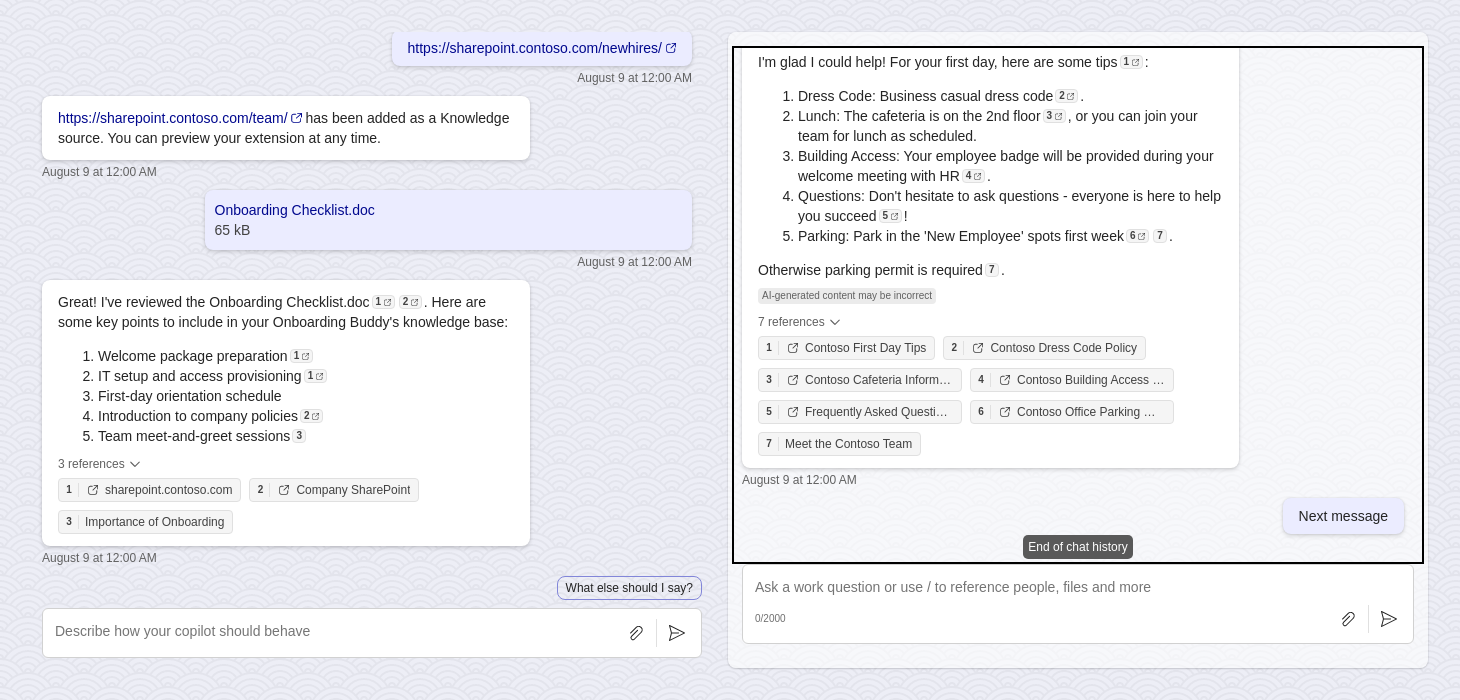 https://sharepoint.contoso.com/newhires/
August 9 at 12:00 AM
https://sharepoint.contoso.com/team/ has been added as a Knowledge
source. You can preview your extension at any time.
August 9 at 12:00 AM
Onboarding Checklist.doc
65 kB
August 9 at 12:00 AM
Great! I've reviewed the Onboarding Checklist.doc 1 2 . Here are
some key points to include in your Onboarding Buddy's knowledge base:
1. Welcome package preparation 1
2. IT setup and access provisioning 1
3. First-day orientation schedule
4. Introduction to company policies 2
5. Team meet-and-greet sessions 3
3 references
1 sharepoint.contoso.com 2 Company SharePoint
3 Importance of Onboarding
August 9 at 12:00 AM
What else should I say?
Describe how your copilot should behave
I'm glad I could help! For your first day, here are some tips 1 :
1. Dress Code: Business casual dress code 2 .
2. Lunch: The cafeteria is on the 2nd floor 3 , or you can join your
team for lunch as scheduled.
3. Building Access: Your employee badge will be provided during your
welcome meeting with HR 4 .
4. Questions: Don't hesitate to ask questions - everyone is here to help
you succeed 5 !
5. Parking: Park in the 'New Employee' spots first week 6 7 .
Otherwise parking permit is required 7 .
AI-generated content may be incorrect
7 references
1 Contoso First Day Tips 2 Contoso Dress Code Policy
3 Contoso Cafeteria Inform… 4 Contoso Building Access …
5 Frequently Asked Questi… 6 Contoso Office Parking …
7 Meet the Contoso Team
August 9 at 12:00 AM
Next message
End of chat history
Ask a work question or use / to reference people, files and more
0/2000